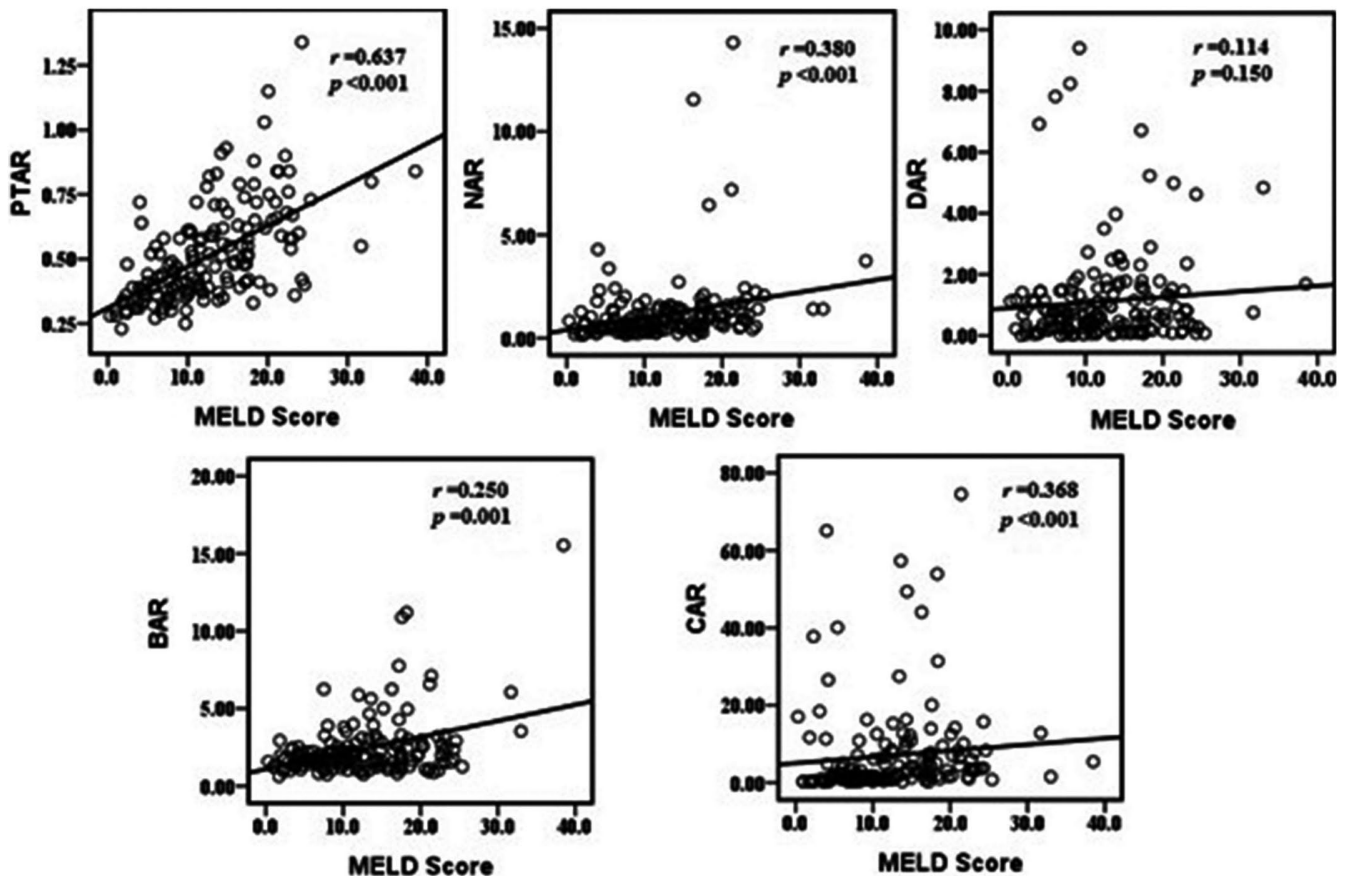 r=0.637
p<0.001
1.25
1.00
0.75
0.50
0.25
PTAR
0.0 10.0 20.0 30.0 40.0
MELD Score
r=0.380
p<0.001
15.00
10.00
5.00
0.00
NAR
0.0 10.0 20.0 30.0 40.0
MELD Score
r=0.114
p=0.150
10.00
8.00
6.00
4.00
2.00
0.00
DAR
0.0 10.0 20.0 30.0 40.0
MELD Score
r=0.250
p=0.001
20.00
15.00
10.00
5.00
0.00
BAR
0.0 10.0 20.0 30.0 40.0
MELD Score
r=0.368
p<0.001
80.00
60.00
40.00
20.00
0.00
CAR
0.0 10.0 20.0 30.0 40.0
MELD Score